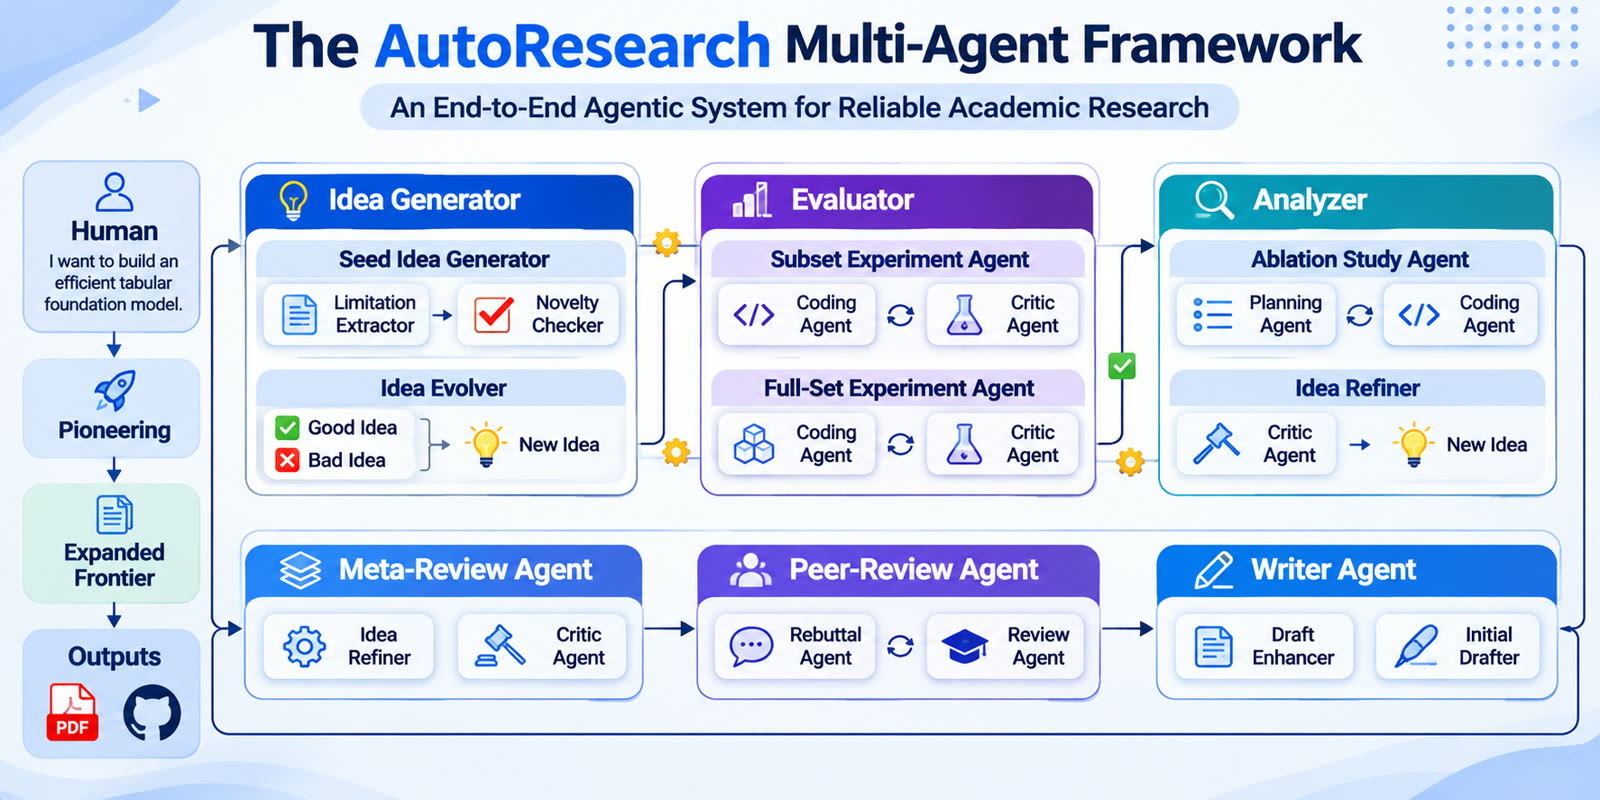 The AutoResearch Multi-Agent Framework
An End-to-End Agentic System for Reliable Academic Research
Human
I want to build an
efficient tabular
foundation model.
Pioneering
Expanded
Frontier
Outputs
PDF
Idea Generator
Seed Idea Generator
Limitation
Extractor
Novelty
Checker
Idea Evolver
Good Idea
Bad Idea
New Idea
Evaluator
Subset Experiment Agent
Coding
Agent
Critic
Agent
Full-Set Experiment Agent
Coding
Agent
Critic
Agent
Analyzer
Ablation Study Agent
Planning
Agent
Coding
Agent
Idea Refiner
Critic
Agent
New Idea
Meta-Review Agent
Idea
Refiner
Critic
Agent
Peer-Review Agent
Rebuttal
Agent
Review
Agent
Writer Agent
Draft
Enhancer
Initial
Drafter